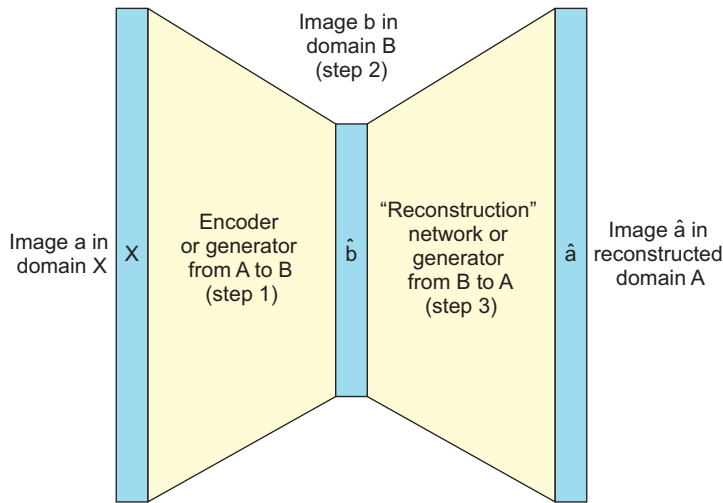 Image b in
domain B
(step 2)
Image a in
domain X
X
Encoder
or generator
from A to B
(step 1)
b̂
“Reconstruction”
network or
generator
from B to A
(step 3)
â
Image â in
reconstructed
domain A